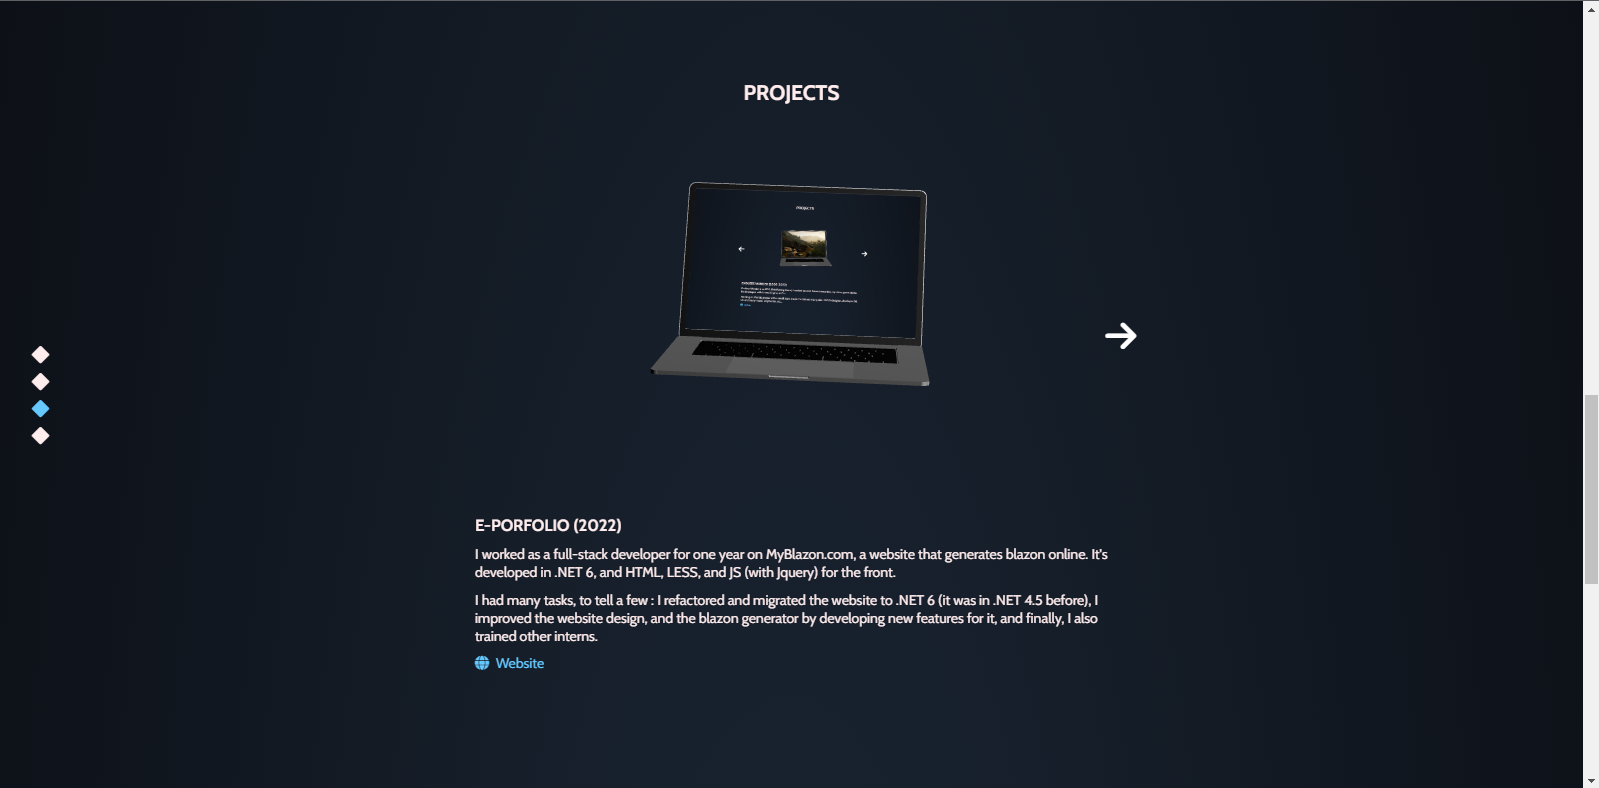 PROJECTS
PROJECTS
E-PORFOLIO (2022)
I worked as a full-stack developer for one year on MyBlazon.com, a website that generates blazon online. It's
developed in .NET 6, and HTML, LESS, and JS (with Jquery) for the front.
I had many tasks, to tell a few : I refactored and migrated the website to .NET 6 (it was in .NET 4.5 before), I
improved the website design, and the blazon generator by developing new features for it, and finally, I also
trained other interns.
Website